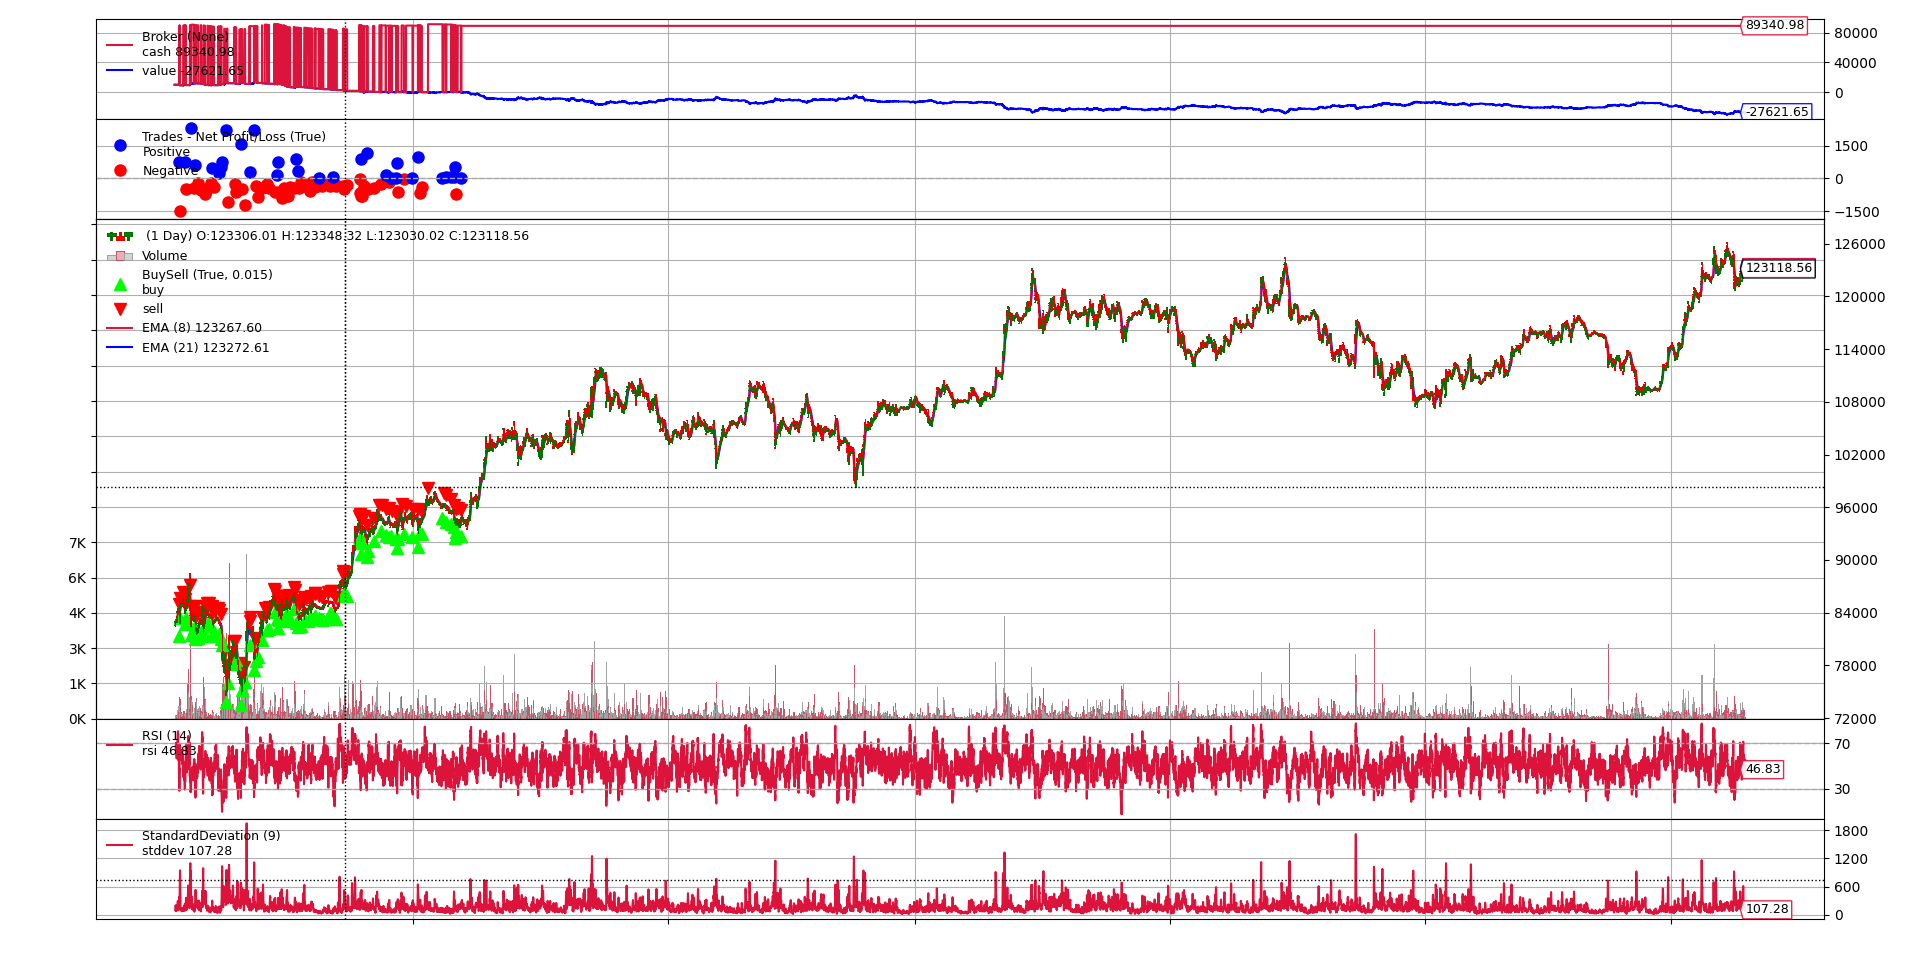 Broker (None)
cash 89340.98
value -27621.65
89340.98
80000
40000
0
-27621.65
Trades - Net Profit/Loss (True)
Positive
Negative
1500
0
−1500
(1 Day) O:123306.01 H:123348.32 L:123030.02 C:123118.56
Volume
BuySell (True, 0.015)
buy
sell
EMA (8) 123267.60
EMA (21) 123272.61
126000
123118.56
120000
114000
108000
102000
96000
90000
84000
78000
72000
7K
6K
4K
3K
1K
0K
RSI (14)
rsi 46.83
70
46.83
30
StandardDeviation (9)
stddev 107.28
1800
1200
600
107.28
0